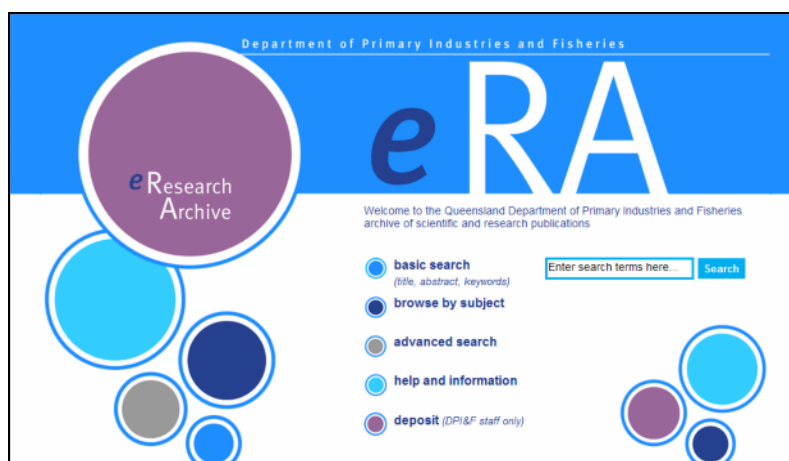 Department of Primary Industries and Fisheries
eRA
eResearch
Archive
Welcome to the Queensland Department of Primary Industries and Fisheries
archive of scientific and research publications
basic search
(title, abstract, keywords)
Enter search terms here... Search
browse by subject
advanced search
help and information
deposit (DPI&F staff only)